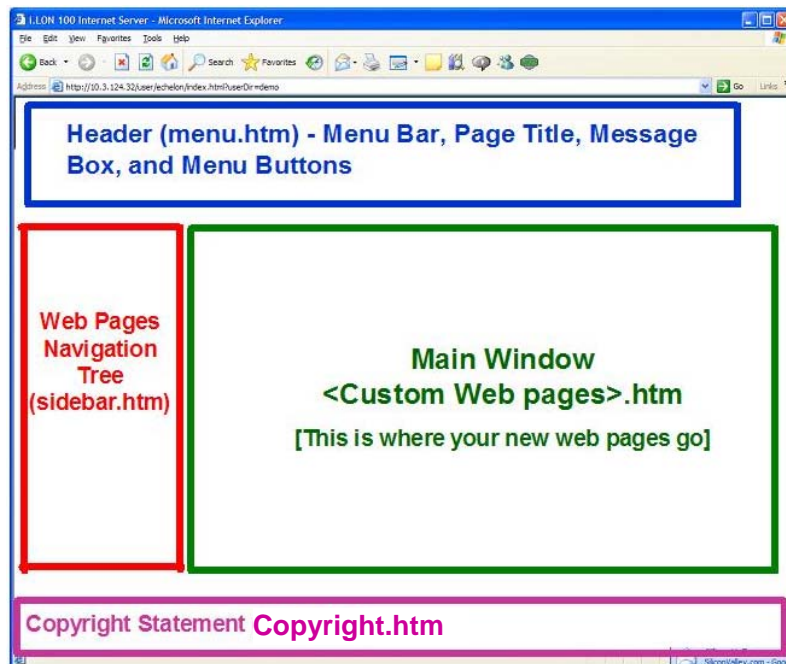 i.LON 100 Internet Server - Microsoft Internet Explorer
File Edit View Favorites Tools Help
Back Search Favorites
Address http://10.3.124.32/user/echelon/index.htm?userDir=demo Go Links
Header (menu.htm) - Menu Bar, Page Title, Message
Box, and Menu Buttons
Web Pages
Navigation
Tree
(sidebar.htm)
Main Window
<Custom Web pages>.htm
[This is where your new web pages go]
Copyright Statement Copyright.htm
SiliconValley.com - Goo